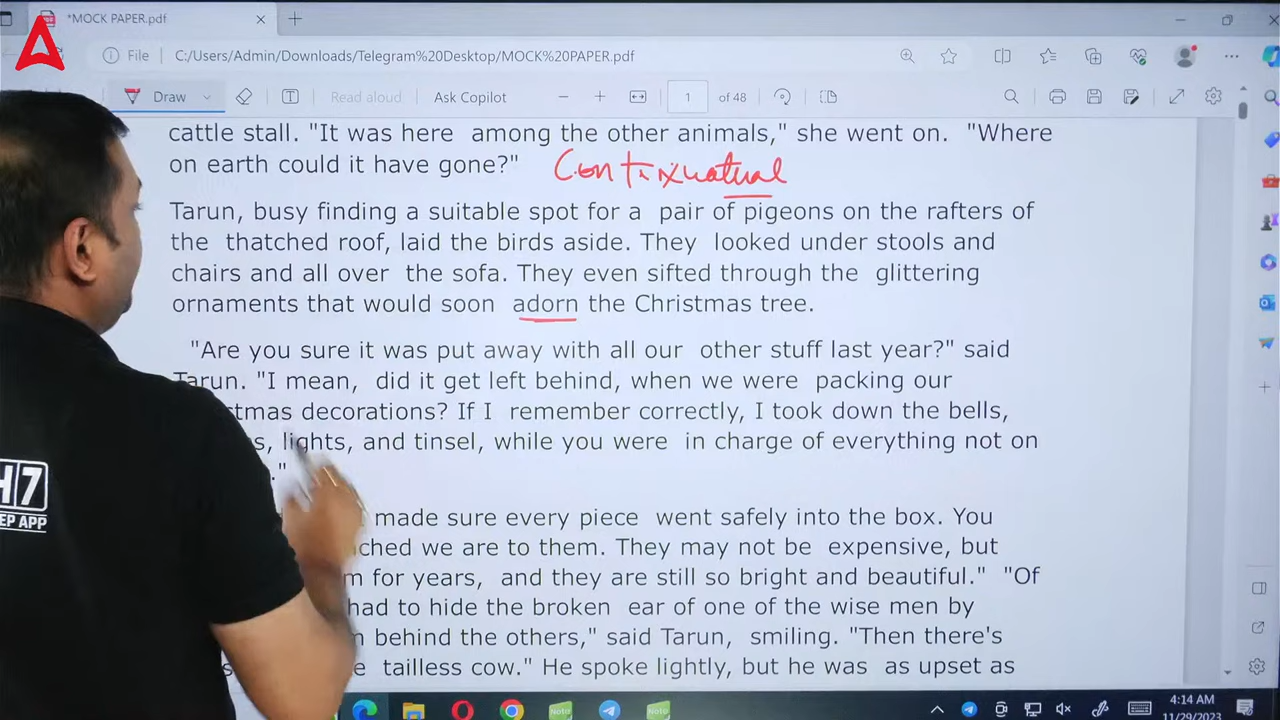 *MOCK PAPER.pdf
File C:/Users/Admin/Downloads/Telegram%20Desktop/MOCK%20PAPER.pdf
Draw Read aloud Ask Copilot 1 of 48
cattle stall. "It was here among the other animals," she went on. "Where
on earth could it have gone?"
Tarun, busy finding a suitable spot for a pair of pigeons on the rafters of
the thatched roof, laid the birds aside. They looked under stools and
chairs and all over the sofa. They even sifted through the glittering
ornaments that would soon adorn the Christmas tree.
"Are you sure it was put away with all our other stuff last year?" said
Tarun. "I mean, did it get left behind, when we were packing our
decorations? If I remember correctly, I took down the bells,
lights, and tinsel, while you were in charge of everything not on
."
made sure every piece went safely into the box. You
we are to them. They may not be expensive, but
for years, and they are still so bright and beautiful." "Of
had to hide the broken ear of one of the wise men by
behind the others," said Tarun, smiling. "Then there's
tailless cow." He spoke lightly, but he was as upset as
H7
EP APP
4:14 AM
11/29/2023